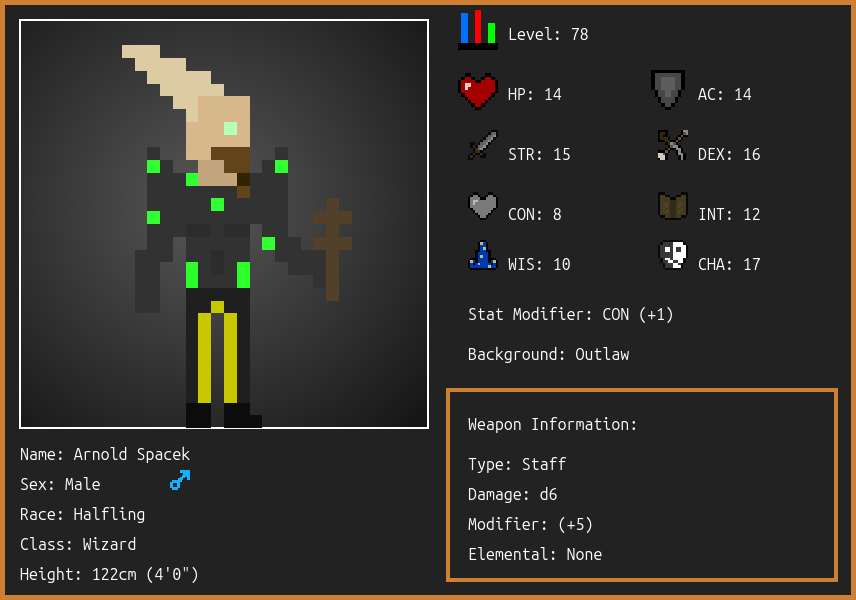 Level: 78
HP: 14
AC: 14
STR: 15
DEX: 16
CON: 8
INT: 12
WIS: 10
CHA: 17
Stat Modifier: CON (+1)
Background: Outlaw
Weapon Information:
Type: Staff
Damage: d6
Modifier: (+5)
Elemental: None
Name: Arnold Spacek
Sex: Male
Race: Halfling
Class: Wizard
Height: 122cm (4'0")